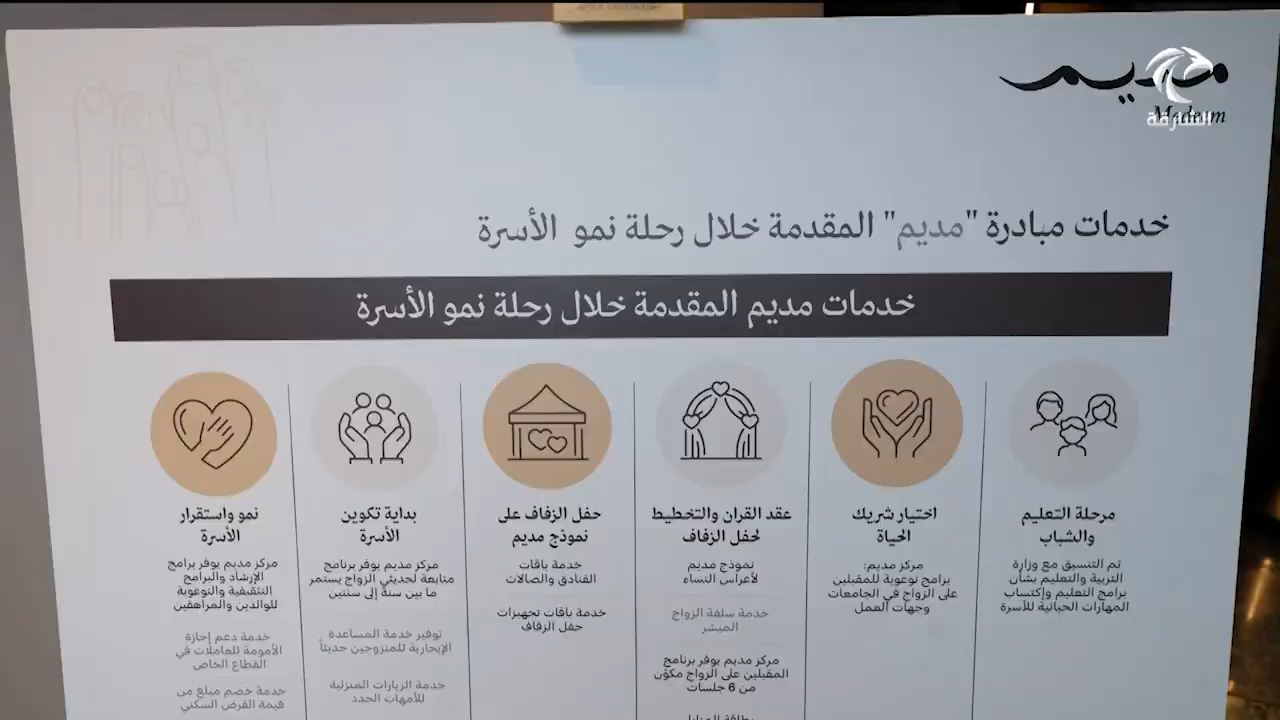 مديم
Madeem
الشرقة
خدمات مبادرة "مديم" المقدمة خلال رحلة نمو الأسرة
خدمات مديم المقدمة خلال رحلة نمو الأسرة
مرحلة التعليم
والشباب
تم التنسيق مع وزارة
التربية والتعليم بشأن
برامج التعليم وإكتساب
المهارات الحياتية للأسرة
اختيار شريك
الحياة
مركز مديم:
برامج توعوية للمقبلين
على الزواج في الجامعات
وجهات العمل
عقد القران والتخطيط
لحفل الزفاف
نموذج مديم
لأعراس النساء
خدمة سلفة الزواج
الميسّر
مركز مديم يوفر برنامج
المقبلين على الزواج مكوّن
من 6 جلسات
حفل الزفاف على
نموذج مديم
خدمة باقات
الفنادق والصالات
خدمة باقات تجهيزات
حفل الزفاف
بداية تكوين
الأسرة
مركز مديم يوفر برنامج
متابعة لحديثي الزواج يستمر
ما بين سنة إلى سنتين
توفير خدمة المساعدة
الإيجارية للمتزوجين حديثاً
خدمة الزيارات المنزلية
للأمهات الجدد
نمو واستقرار
الأسرة
مركز مديم يوفر برامج
الإرشاد والبرامج
التثقيفية والتوعوية
للوالدين والمراهقين
خدمة دعم إجازة
الأمومة للعاملات في
القطاع الخاص
خدمة خصم مبلغ من
قيمة القرض السكني